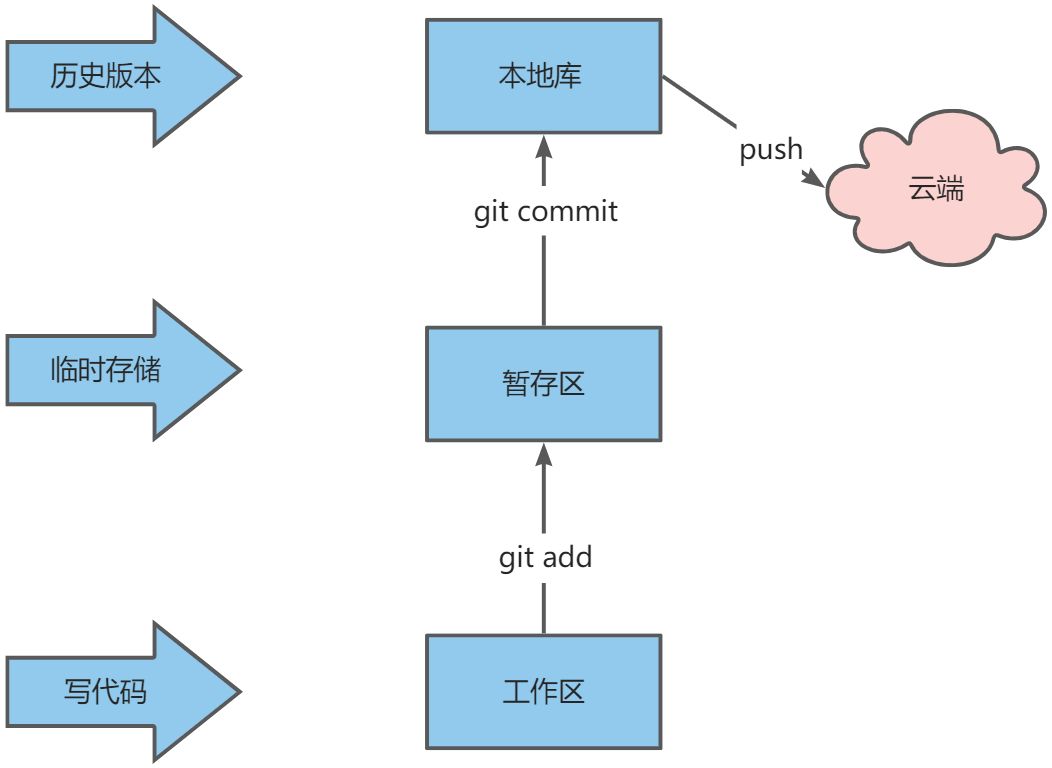 历史版本
本地库
push
云端
git commit
临时存储
暂存区
git add
写代码
工作区